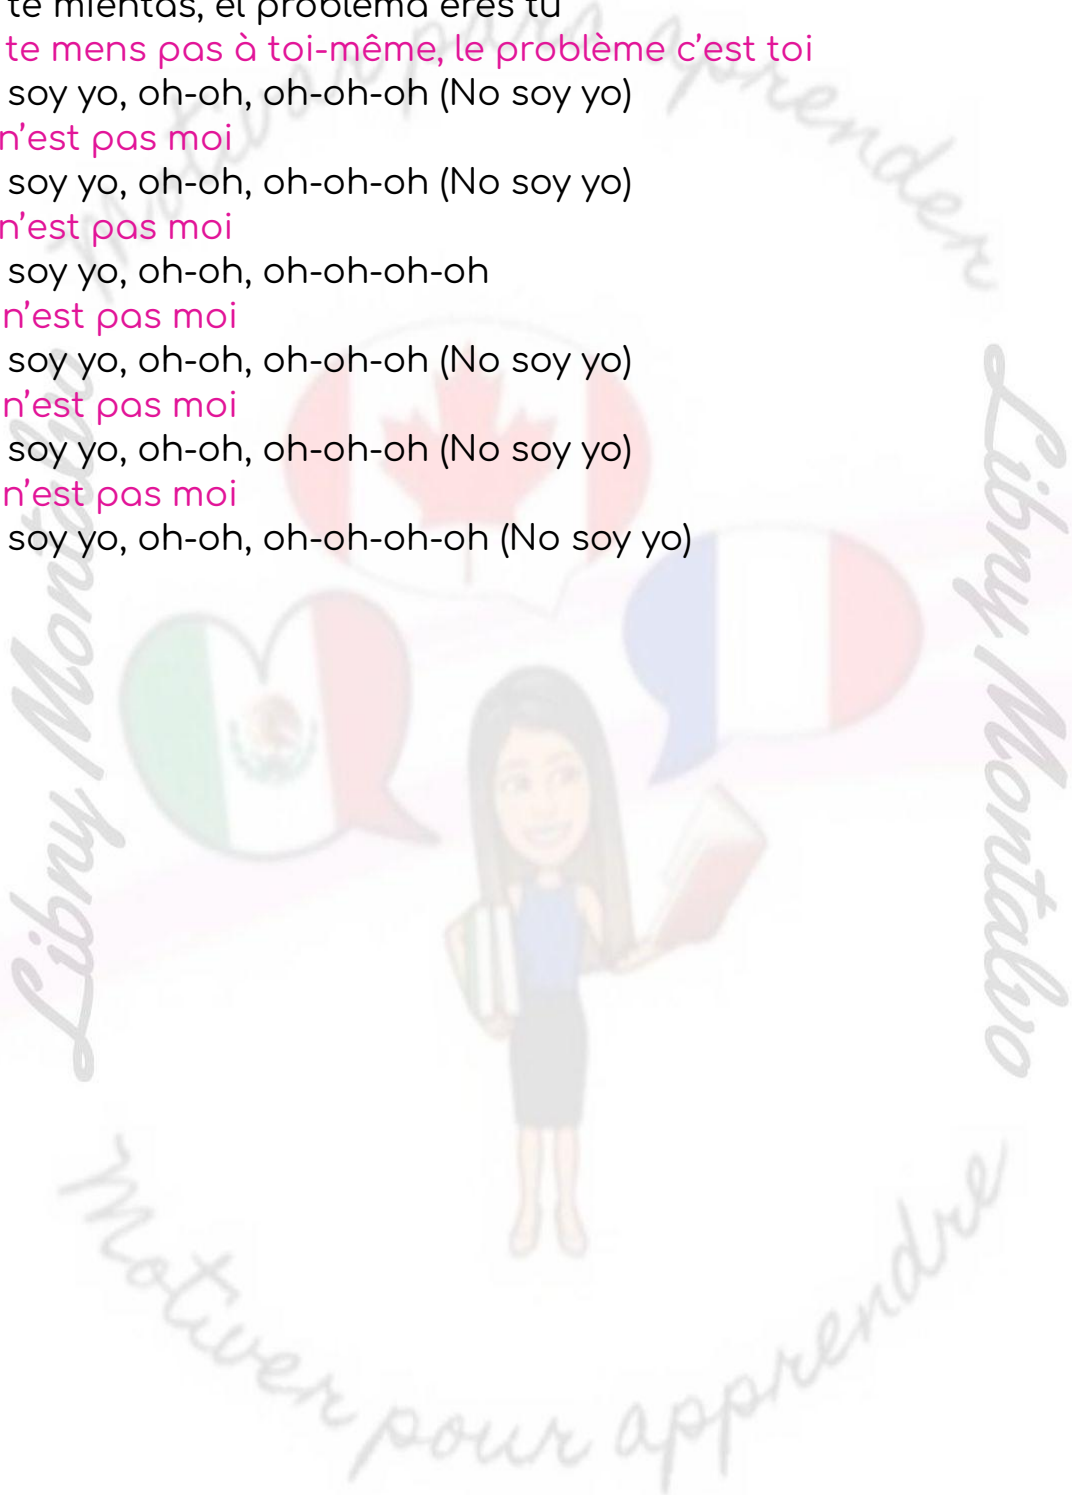 te mientas, el problema eres tú
te mens pas à toi-même, le problème c'est toi
soy yo, oh-oh, oh-oh-oh (No soy yo)
n'est pas moi
soy yo, oh-oh, oh-oh-oh (No soy yo)
n'est pas moi
soy yo, oh-oh, oh-oh-oh-oh
n'est pas moi
soy yo, oh-oh, oh-oh-oh (No soy yo)
n'est pas moi
soy yo, oh-oh, oh-oh-oh (No soy yo)
n'est pas moi
soy yo, oh-oh, oh-oh-oh-oh (No soy yo)
Motivar para aprender
Libny Montalvo
Libny Montalvo
Motiver pour apprendre